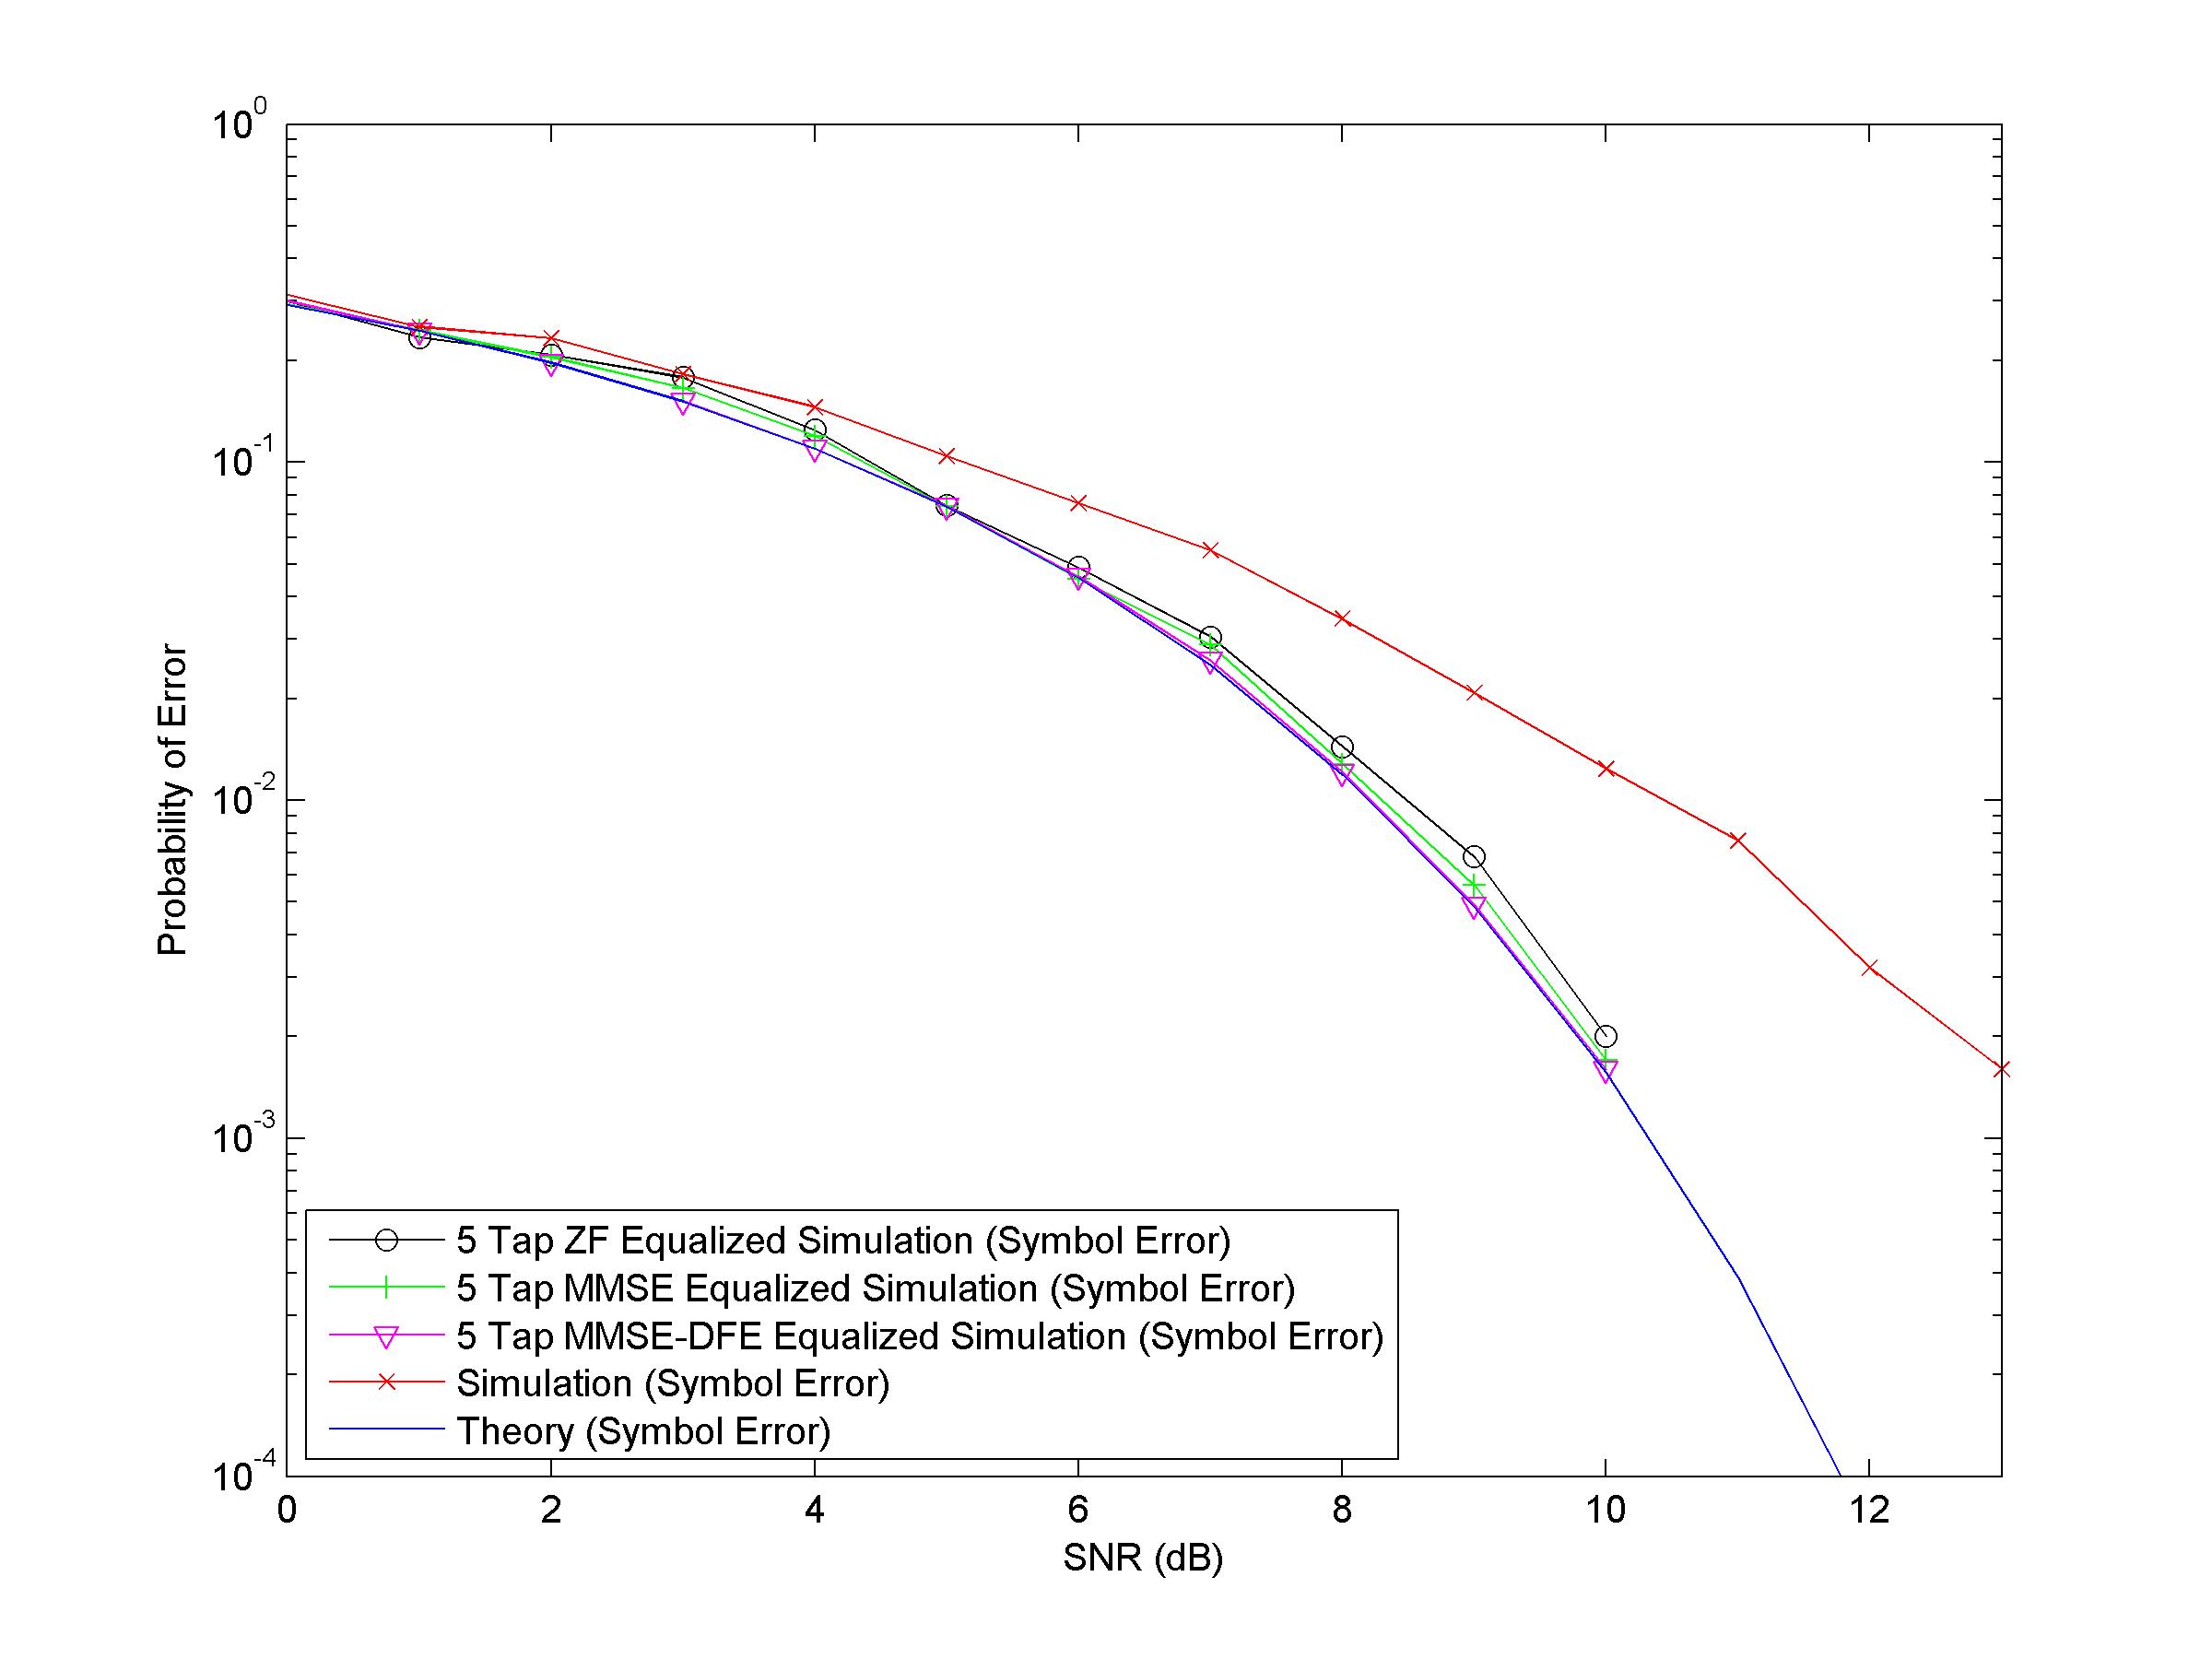 10^0
10^-1
10^-2
10^-3
10^-4
Probability of Error
5 Tap ZF Equalized Simulation (Symbol Error)
5 Tap MMSE Equalized Simulation (Symbol Error)
5 Tap MMSE-DFE Equalized Simulation (Symbol Error)
Simulation (Symbol Error)
Theory (Symbol Error)
0 2 4 6 8 10 12
SNR (dB)